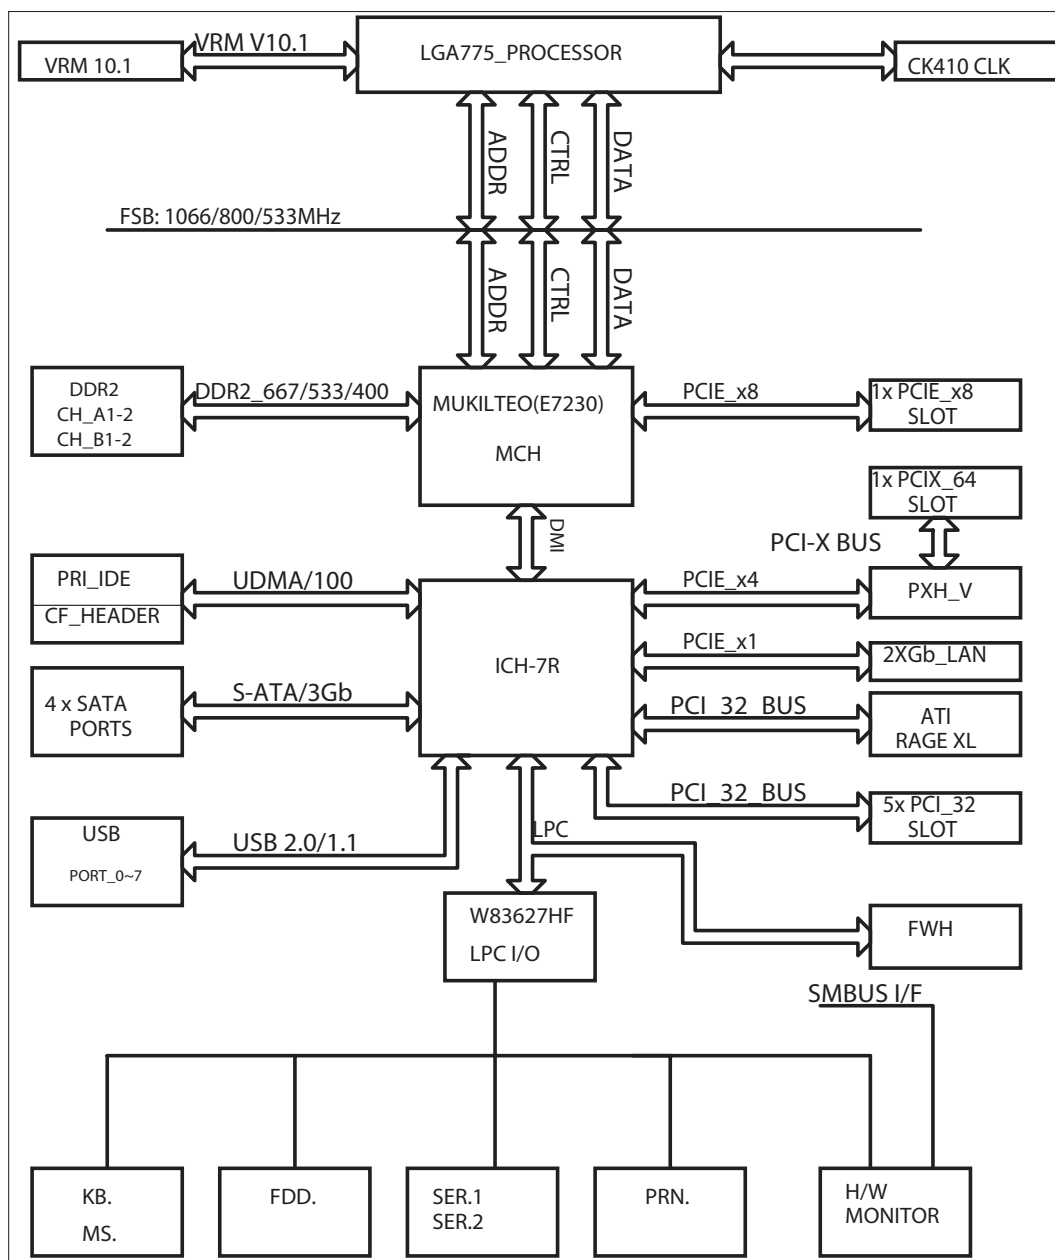 VRM V10.1
VRM 10.1
LGA775_PROCESSOR
CK410 CLK
ADDR
CTRL
DATA
FSB: 1066/800/533MHz
ADDR
CTRL
DATA
DDR2
CH_A1-2
CH_B1-2
DDR2_667/533/400
MUKILTEO(E7230)
MCH
PCIE_x8
1x PCIE_x8
SLOT
1x PCIX_64
SLOT
DMI
PCI-X BUS
PRI_IDE
CF_HEADER
UDMA/100
ICH-7R
PCIE_x4
PXH_V
PCIE_x1
2XGb_LAN
4 x SATA
PORTS
S-ATA/3Gb
PCI_32_BUS
ATI
RAGE XL
PCI_32_BUS
5x PCI_32
SLOT
USB
PORT_0~7
USB 2.0/1.1
LPC
W83627HF
LPC I/O
FWH
SMBUS I/F
KB.
MS.
FDD.
SER.1
SER.2
PRN.
H/W
MONITOR